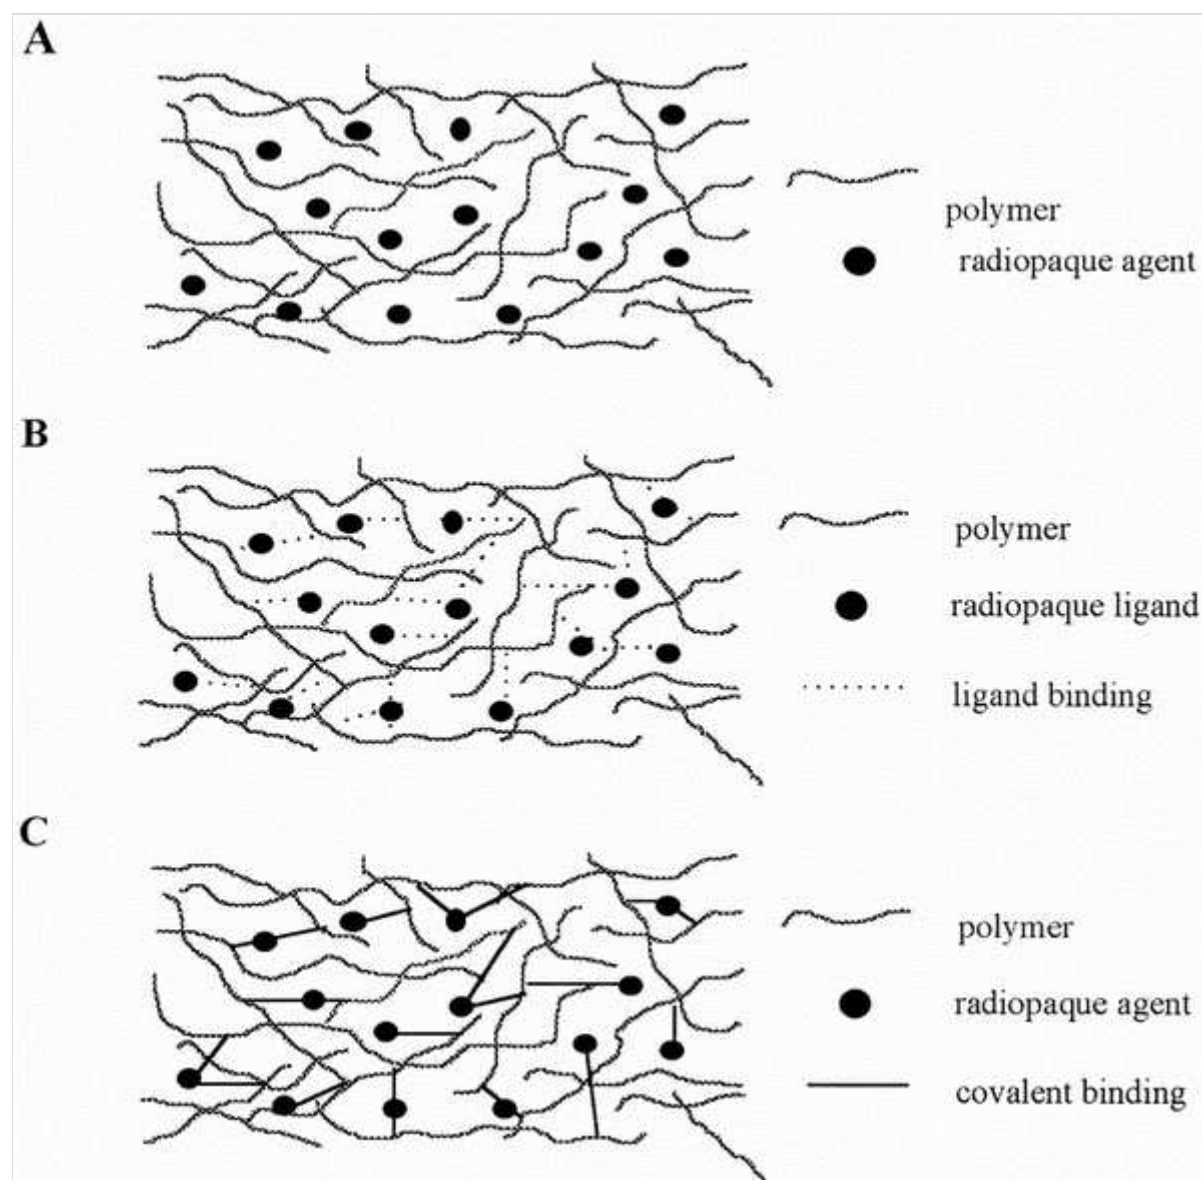 A
polymer
radiopaque agent
B
polymer
radiopaque ligand
ligand binding
C
polymer
radiopaque agent
covalent binding